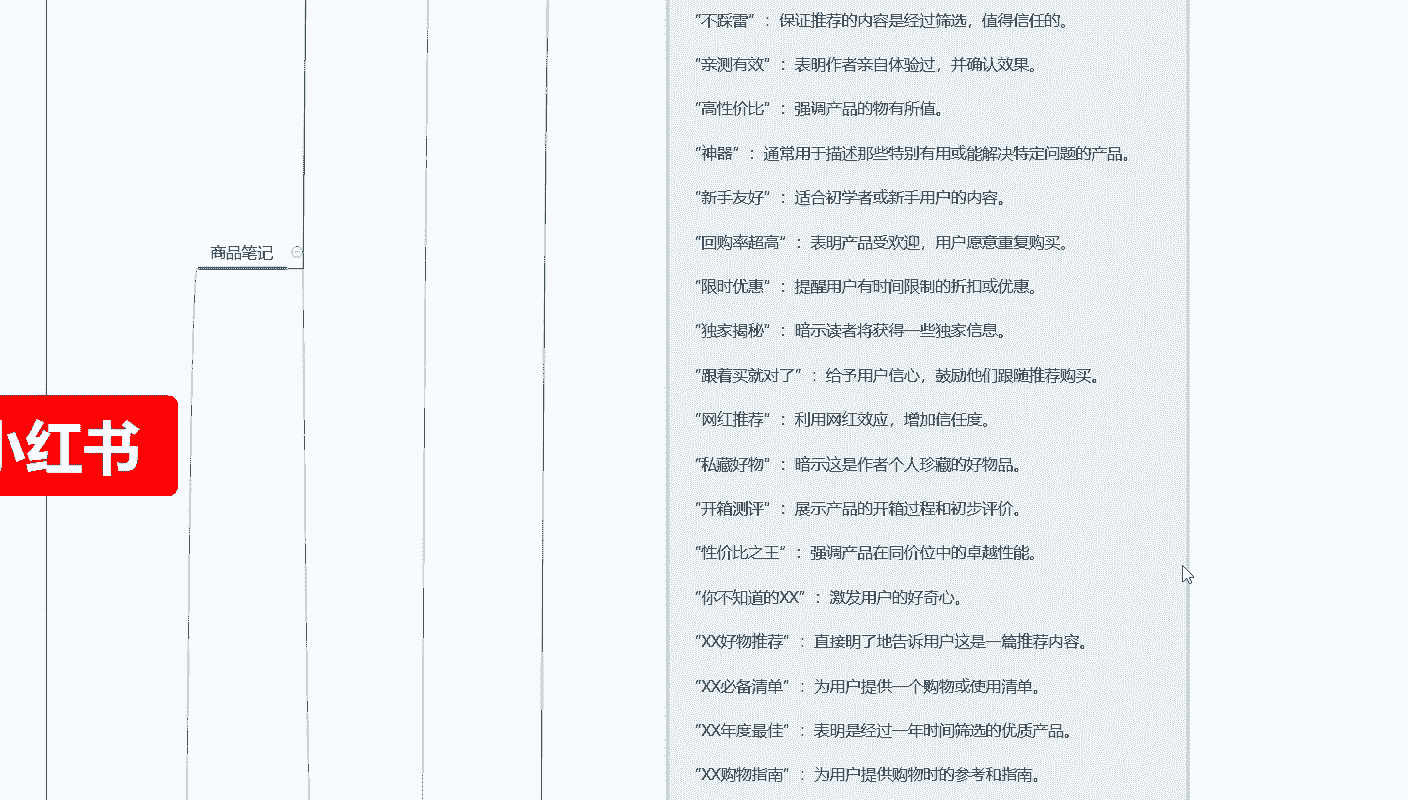 "不踩雷" ： 保证推荐的内容是经过筛选，值得信任的。
"亲测有效" ： 表明作者亲自体验过，并确认效果。
"高性价比" ： 强调产品的物有所值。
"神器" ： 通常用于描述那些特别有用或能解决特定问题的产品。
"新手友好" ： 适合初学者或新手用户的内容。
商品笔记
"回购率超高" ： 表明产品受欢迎，用户愿意重复购买。
"限时优惠" ： 提醒用户有时间限制的折扣或优惠。
"独家揭秘" ： 暗示读者将获得一些独家信息。
"跟着买就对了" ： 给予用户信心，鼓励他们跟随推荐购买。
"网红推荐" ： 利用网红效应，增加信任度。
小红书
"私藏好物" ： 暗示这是作者个人珍藏的好物品。
"开箱测评" ： 展示产品的开箱过程和初步评价。
"性价比之王" ： 强调产品在同价位中的卓越性能。
"你不知道的XX" ： 激发用户的好奇心。
"XX好物推荐" ： 直接明了地告诉用户这是一篇推荐内容。
"XX必备清单" ： 为用户提供一个购物或使用清单。
"XX年度最佳" ： 表明是经过一年时间筛选的优质产品。
"XX购物指南" ： 为用户提供购物时的参考和指南。